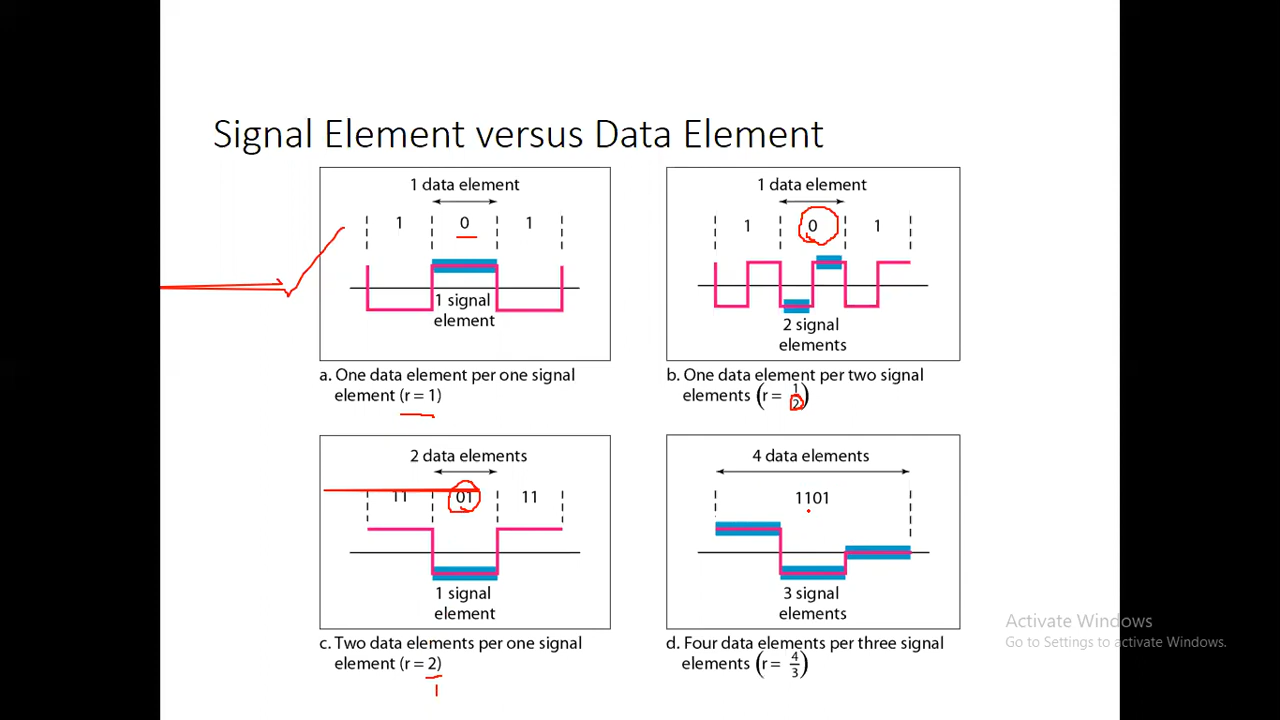 Signal Element versus Data Element
1 data element
1 0 1
1 signal
element
a. One data element per one signal
element (r = 1)
1 data element
1 0 1
2 signal
elements
b. One data element per two signal
elements (r = 1/2)
2 data elements
11 01 11
1 signal
element
c. Two data elements per one signal
element (r = 2)
1
4 data elements
1101
3 signal
elements
d. Four data elements per three signal
elements (r = 4/3)
Activate Windows
Go to Settings to activate Windows.